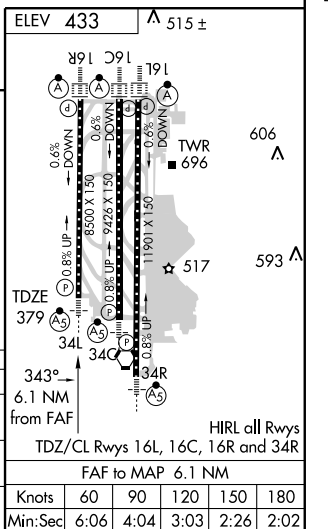 ELEV 433
515 ±
16R
16C
16L
A
A
A
P
P
P
0.6% DOWN
0.6% DOWN
0.6% DOWN
TWR
696
606
8500 X 150
9426 X 150
11901 X 150
517
593
P
0.8% UP
P
0.8% UP
P
0.8% UP
TDZE
379
A5
A5
A5
34L
34C
34R
343°
6.1 NM
from FAF
HIRL all Rwys
TDZ/CL Rwys 16L, 16C, 16R and 34R
FAF to MAP 6.1 NM
Knots 60 90 120 150 180
Min:Sec 6:06 4:04 3:03 2:26 2:02